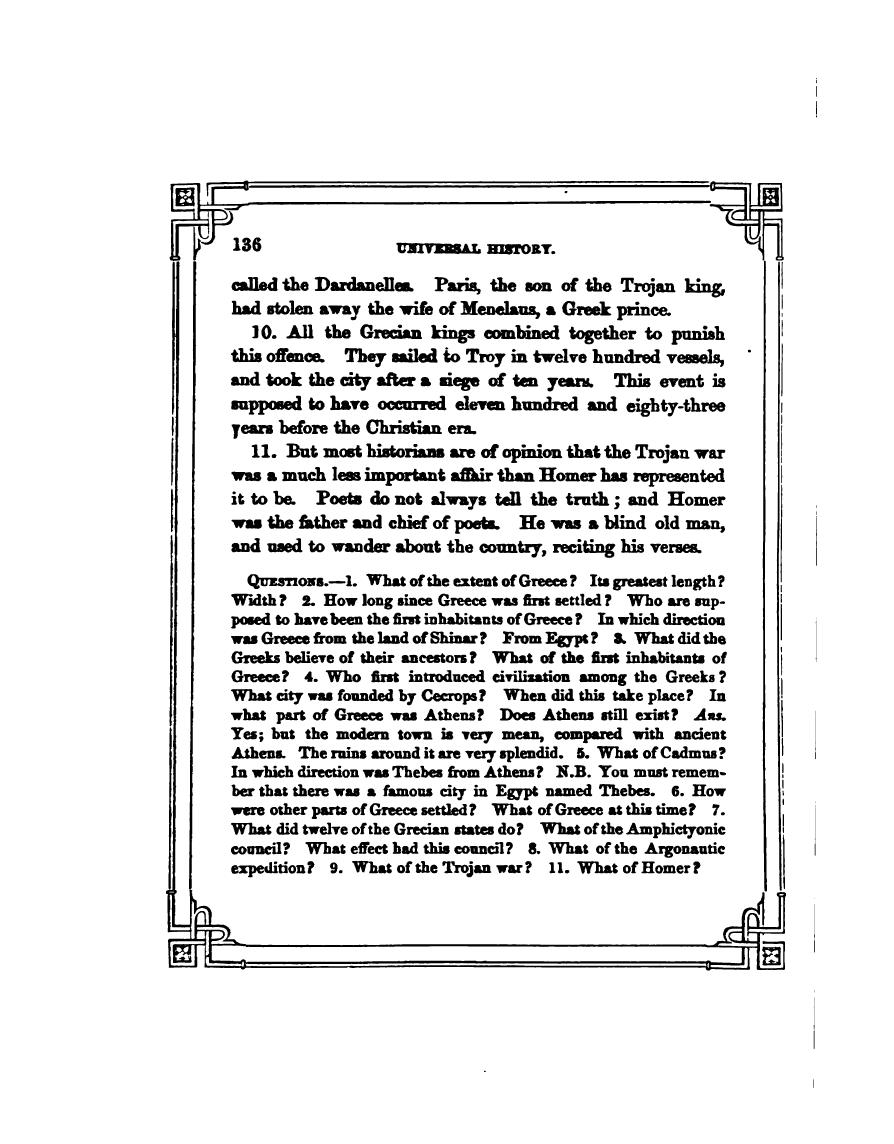 136 UNIVERSAL HISTORY.
called the Dardanelles. Paris, the son of the Trojan king,
had stolen away the wife of Menelaus, a Greek prince.
10. All the Grecian kings combined together to punish
this offence. They sailed to Troy in twelve hundred vessels,
and took the city after a siege of ten years. This event is
supposed to have occurred eleven hundred and eighty-three
years before the Christian era.
11. But most historians are of opinion that the Trojan war
was a much less important affair than Homer has represented
it to be. Poets do not always tell the truth; and Homer
was the father and chief of poets. He was a blind old man,
and used to wander about the country, reciting his verses.
QUESTIONS.—1. What of the extent of Greece? Its greatest length?
Width? 2. How long since Greece was first settled? Who are sup-
posed to have been the first inhabitants of Greece? In which direction
was Greece from the land of Shinar? From Egypt? 3. What did the
Greeks believe of their ancestors? What of the first inhabitants of
Greece? 4. Who first introduced civilization among the Greeks?
What city was founded by Cecrops? When did this take place? In
what part of Greece was Athens? Does Athens still exist? Ans.
Yes; but the modern town is very mean, compared with ancient
Athens. The ruins around it are very splendid. 5. What of Cadmus?
In which direction was Thebes from Athens? N.B. You must remem-
ber that there was a famous city in Egypt named Thebes. 6. How
were other parts of Greece settled? What of Greece at this time? 7.
What did twelve of the Grecian states do? What of the Amphictyonic
council? What effect had this council? 8. What of the Argonautic
expedition? 9. What of the Trojan war? 11. What of Homer?